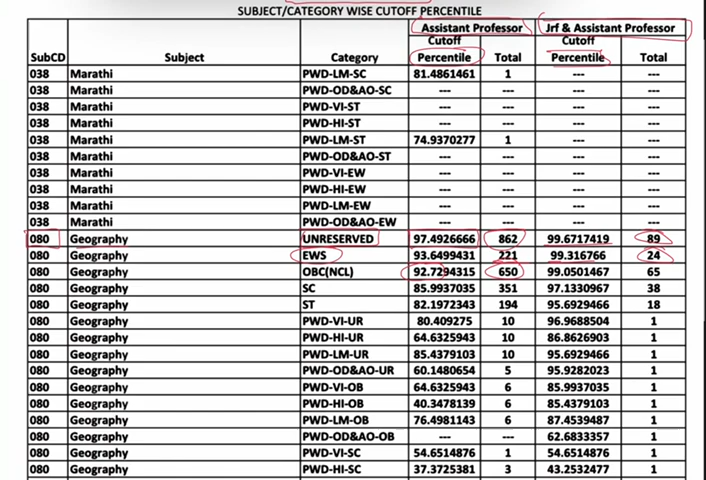 SUBJECT/CATEGORY WISE CUTOFF PERCENTILE
Assistant Professor Jrf & Assistant Professor
SubCD Subject Category Cutoff Percentile Total Cutoff Percentile Total
038 Marathi PWD-LM-SC 81.4861461 1 --- ---
038 Marathi PWD-OD&AO-SC --- --- --- ---
038 Marathi PWD-VI-ST --- --- --- ---
038 Marathi PWD-HI-ST --- --- --- ---
038 Marathi PWD-LM-ST 74.9370277 1 --- ---
038 Marathi PWD-OD&AO-ST --- --- --- ---
038 Marathi PWD-VI-EW --- --- --- ---
038 Marathi PWD-HI-EW --- --- --- ---
038 Marathi PWD-LM-EW --- --- --- ---
038 Marathi PWD-OD&AO-EW --- --- --- ---
080 Geography UNRESERVED 97.4926666 862 99.6717419 89
080 Geography EWS 93.6499431 221 99.316766 24
080 Geography OBC(NCL) 92.7294315 650 99.0501467 65
080 Geography SC 85.9937035 351 97.1330967 38
080 Geography ST 82.1972343 194 95.6929466 18
080 Geography PWD-VI-UR 80.409275 10 96.9688504 1
080 Geography PWD-HI-UR 64.6325943 10 86.8626903 1
080 Geography PWD-LM-UR 85.4379103 10 95.6929466 1
080 Geography PWD-OD&AO-UR 60.1480654 5 95.9282023 1
080 Geography PWD-VI-OB 64.6325943 6 85.9937035 1
080 Geography PWD-HI-OB 40.3478139 6 85.4379103 1
080 Geography PWD-LM-OB 76.4981143 6 87.4539487 1
080 Geography PWD-OD&AO-OB --- --- 62.6833357 1
080 Geography PWD-VI-SC 54.6514876 1 54.6514876 1
080 Geography PWD-HI-SC 37.3725381 3 43.2532477 1